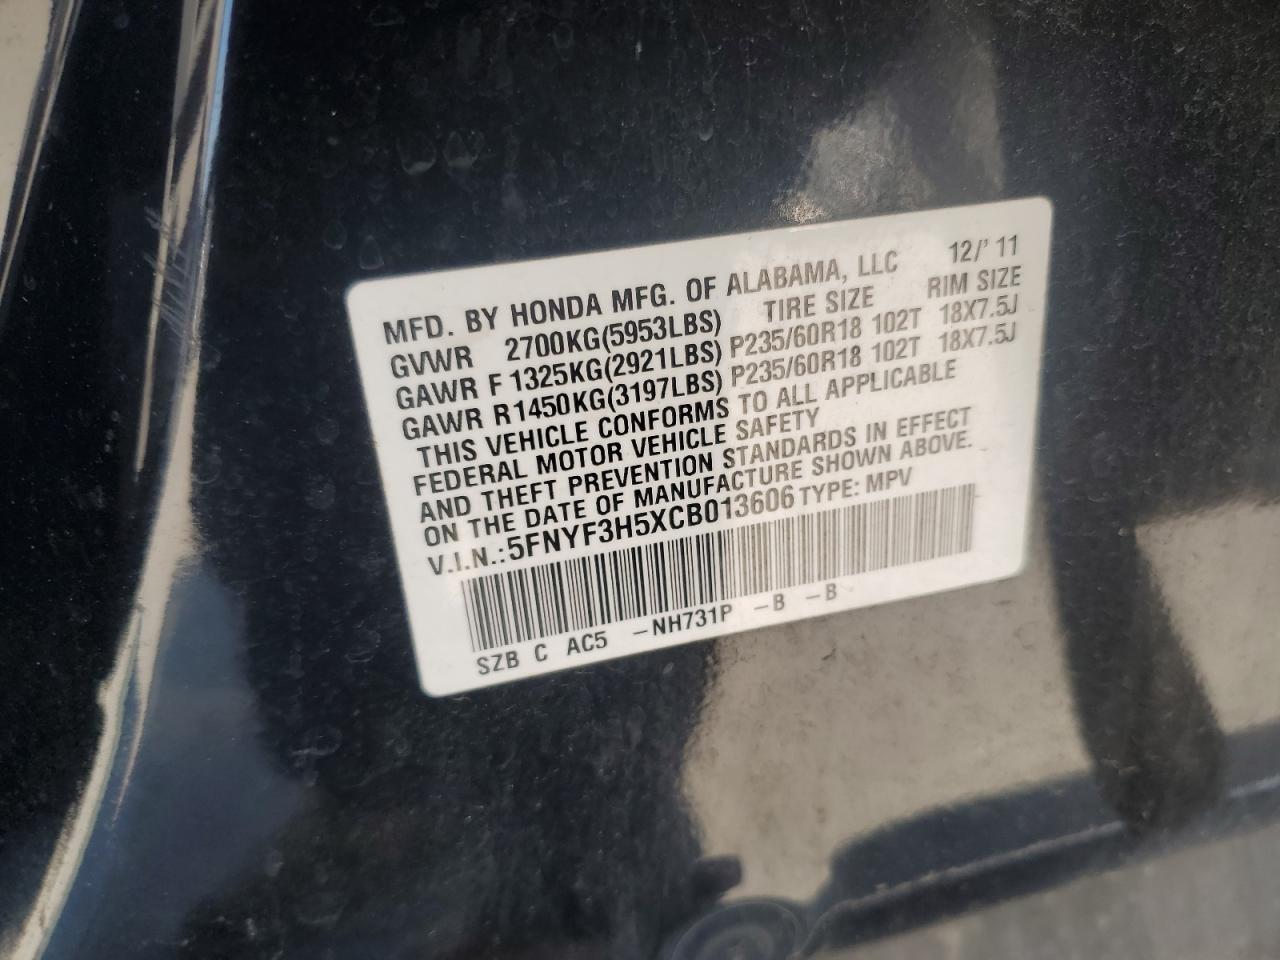 MFD. BY HONDA MFG. OF ALABAMA, LLC 12/'11
GVWR 2700KG(5953LBS) TIRE SIZE RIM SIZE
GAWR F 1325KG(2921LBS) P235/60R18 102T 18X7.5J
GAWR R1450KG(3197LBS) P235/60R18 102T 18X7.5J
THIS VEHICLE CONFORMS TO ALL APPLICABLE
FEDERAL MOTOR VEHICLE SAFETY
AND THEFT PREVENTION STANDARDS IN EFFECT
ON THE DATE OF MANUFACTURE SHOWN ABOVE.
V.I.N.:5FNYF3H5XCB013606 TYPE: MPV
SZB C AC5 -NH731P -B -B